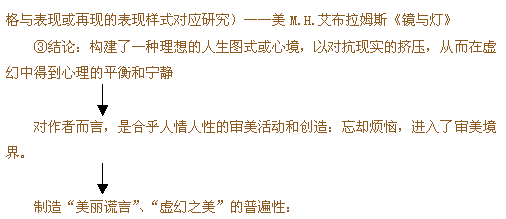 格与表现或再现的表现样式对应研究）——美 M.H.艾布拉姆斯《镜与灯》
③结论：构建了一种理想的人生图式或心境，以对抗现实的挤压，从而在虚
幻中得到心理的平衡和宁静
对作者而言，是合乎人情人性的审美活动和创造：忘却烦恼，进入了审美境
界。
制造“美丽谎言”、“虚幻之美”的普遍性：